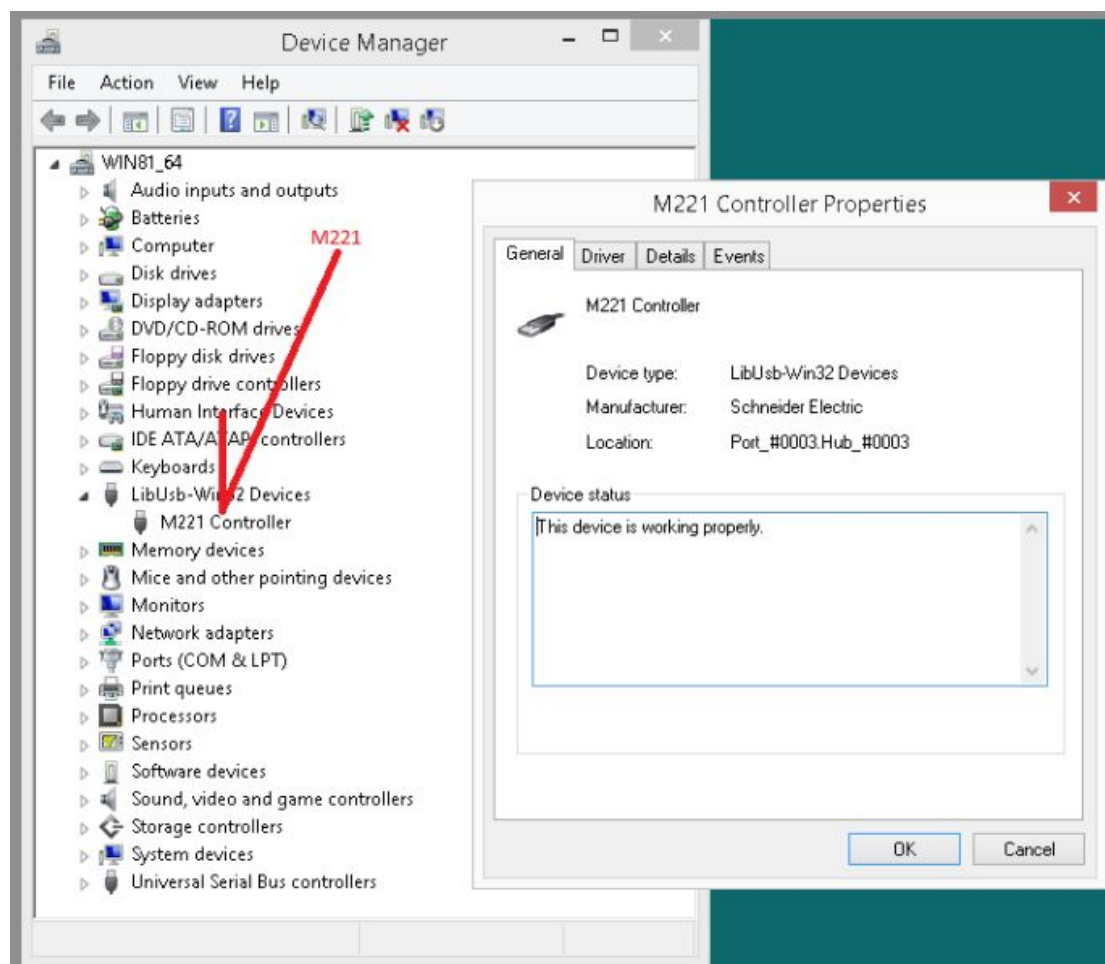 Device Manager
File Action View Help
WIN81_64
Audio inputs and outputs
Batteries
Computer
M221
Disk drives
Display adapters
DVD/CD-ROM drives
Floppy disk drives
Floppy drive controllers
Human Interface Devices
IDE ATA/ATAPI controllers
Keyboards
LibUsb-Win32 Devices
M221 Controller
Memory devices
Mice and other pointing devices
Monitors
Network adapters
Ports (COM & LPT)
Print queues
Processors
Sensors
Software devices
Sound, video and game controllers
Storage controllers
System devices
Universal Serial Bus controllers
M221 Controller Properties
General Driver Details Events
M221 Controller
Device type: LibUsb-Win32 Devices
Manufacturer: Schneider Electric
Location: Port_#0003.Hub_#0003
Device status
This device is working properly.
OK Cancel